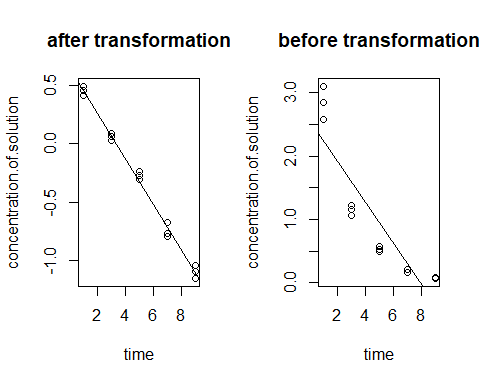 after transformation
concentration.of.solution
0.5
0.0
-0.5
-1.0
2 4 6 8
time
before transformation
concentration.of.solution
3.0
2.0
1.0
0.0
2 4 6 8
time